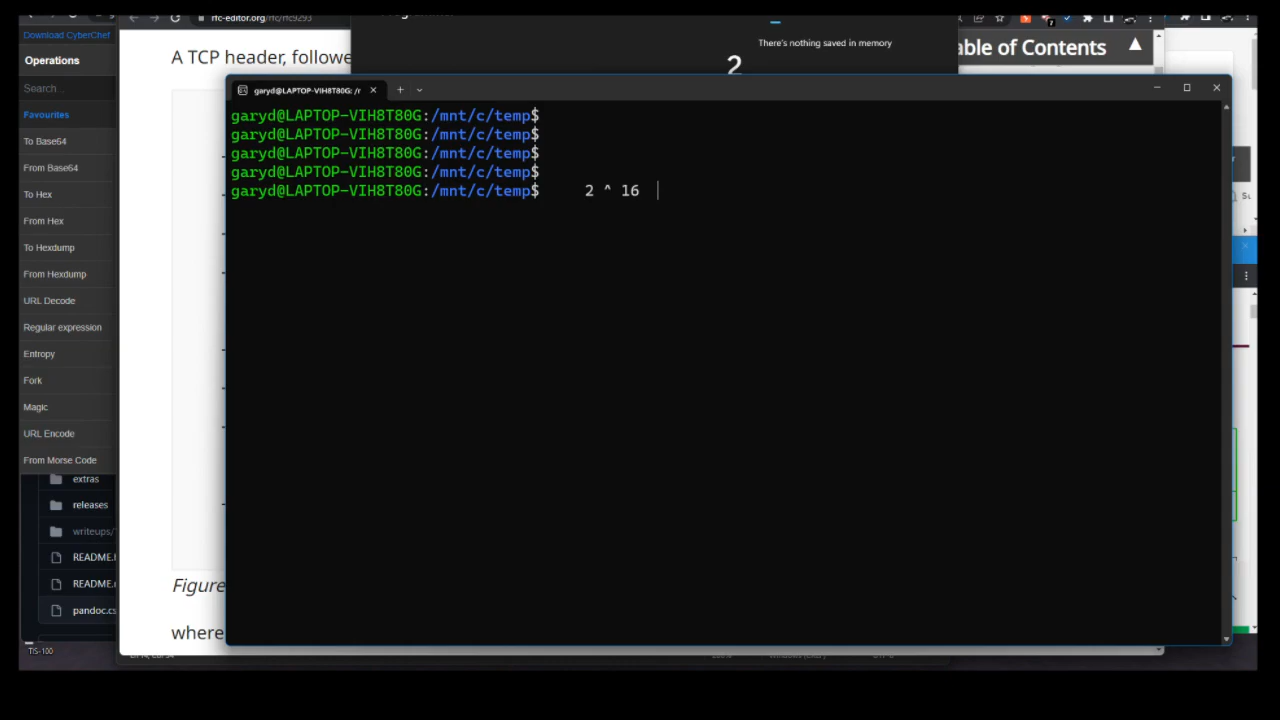 rfc-editor.org/rfc/rfc9293
Download CyberChef
Operations
Search...
Favourites
To Base64
From Base64
To Hex
From Hex
To Hexdump
From Hexdump
URL Decode
Regular expression
Entropy
Fork
Magic
URL Encode
From Morse Code
extras
releases
writeups/
README.
README.
pandoc.cs
TIS-100
A TCP header, followe
There's nothing saved in memory
2
able of Contents
garyd@LAPTOP-VIH8T80G: /r
garyd@LAPTOP-VIH8T80G:/mnt/c/temp$
garyd@LAPTOP-VIH8T80G:/mnt/c/temp$
garyd@LAPTOP-VIH8T80G:/mnt/c/temp$
garyd@LAPTOP-VIH8T80G:/mnt/c/temp$
garyd@LAPTOP-VIH8T80G:/mnt/c/temp$ 2 ^ 16
Figure
where